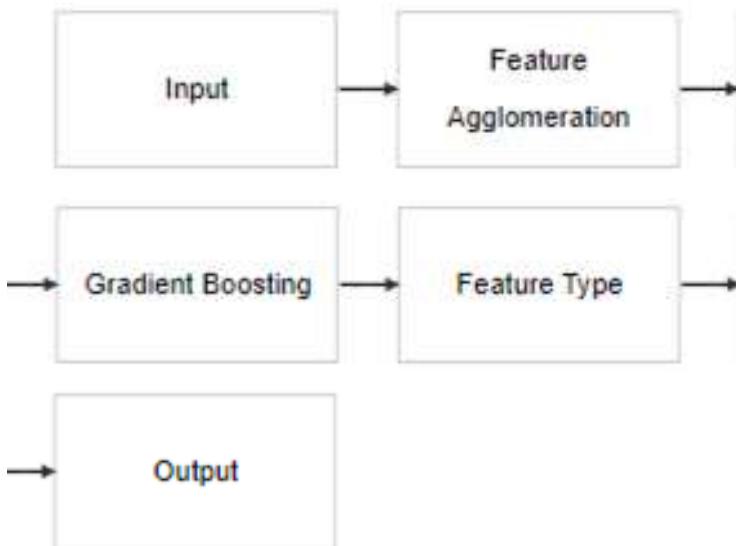 Input
Feature
Agglomeration
Gradient Boosting
Feature Type
Output